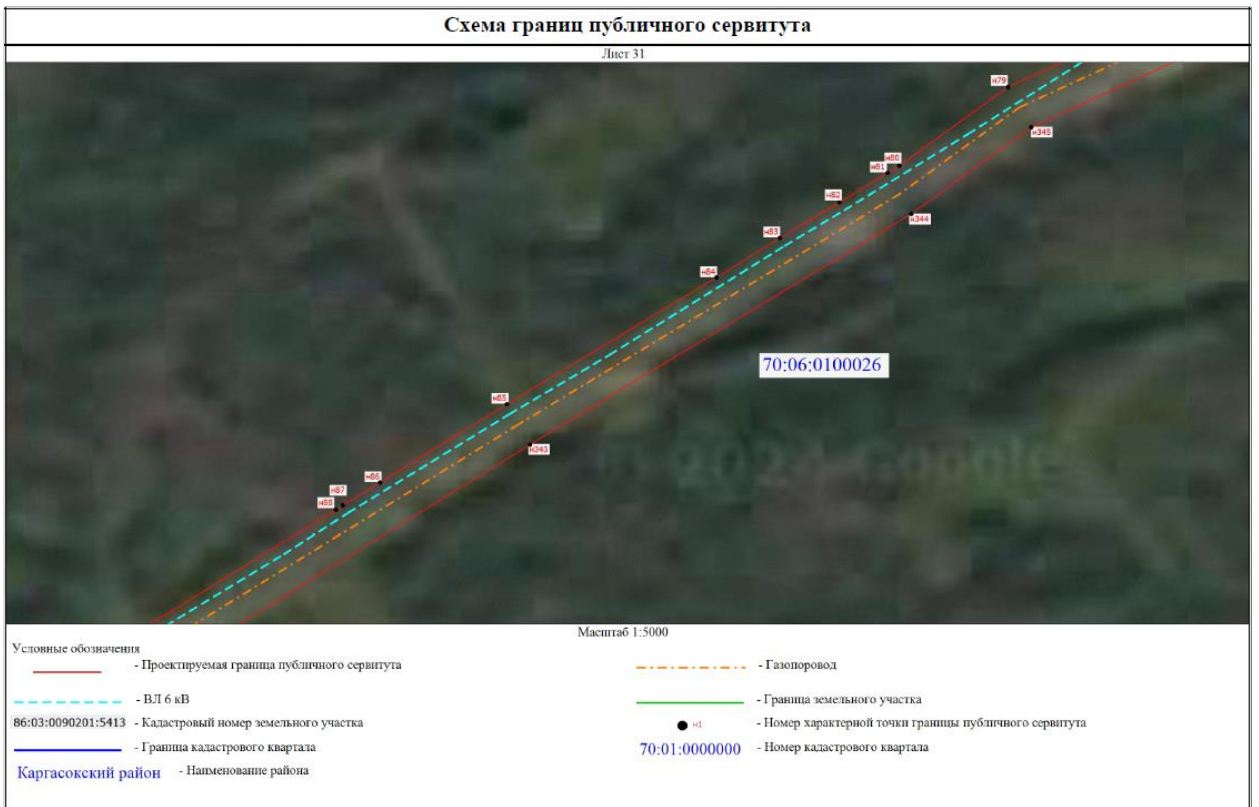 Схема границ публичного сервитута
Лист 31
н79
н345
н80
н81
н82
н344
н83
н84
70:06:0100026
н85
н343
н86
н87
н88
Масштаб 1:5000
Условные обозначения
- Проектируемая граница публичного сервитута
- Газопоровод
- ВЛ 6 кВ
- Граница земельного участка
86:03:0090201:5413 - Кадастровый номер земельного участка
н1 - Номер характерной точки границы публичного сервитута
- Граница кадастрового квартала
70:01:0000000 - Номер кадастрового квартала
Каргасокский район - Наименование района